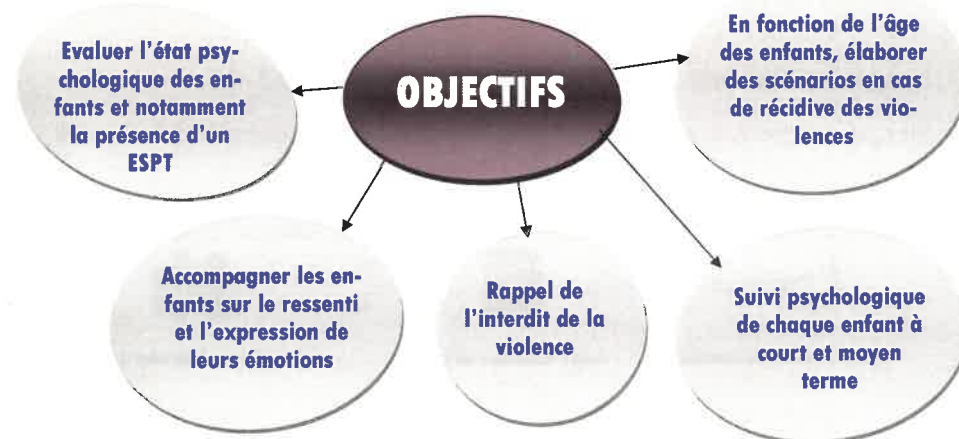 OBJECTIFS
Evaluer l'état psy-
chologique des en-
fants et notamment
la présence d'un
ESPT
En fonction de l'âge
des enfants, élaborer
des scénarios en cas
de récidive des vio-
lences
Accompagner les en-
fants sur le ressenti
et l'expression de
leurs émotions
Rappel de
l'interdit de la
violence
Suivi psychologique
de chaque enfant à
court et moyen
terme